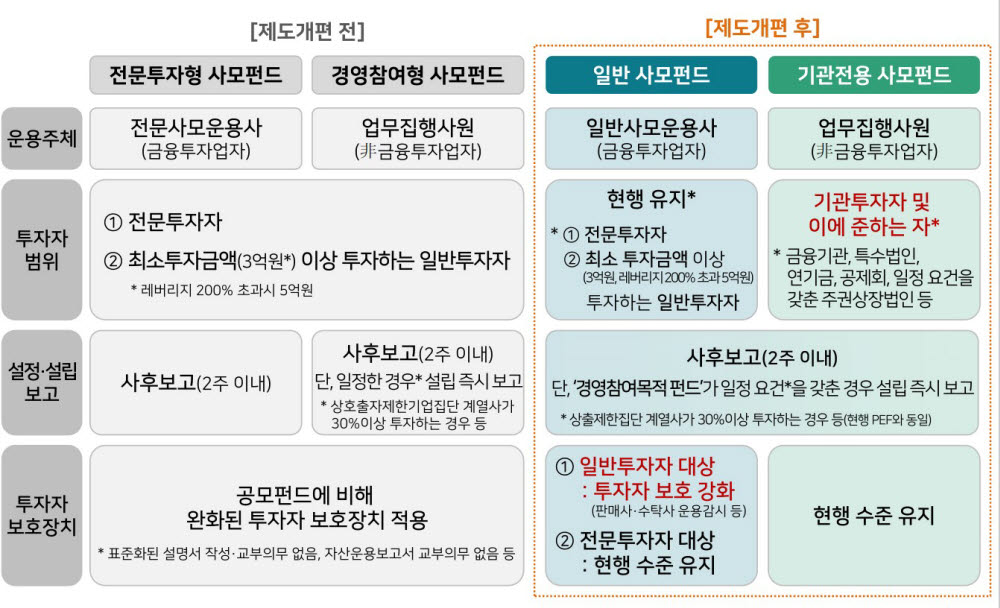 [제도개편 전]
[제도개편 후]
전문투자형 사모펀드
경영참여형 사모펀드
일반 사모펀드
기관전용 사모펀드
운용주체
전문사모운용사
(금융투자업자)
업무집행사원
(非금융투자업자)
일반사모운용사
(금융투자업자)
업무집행사원
(非금융투자업자)
투자자
범위
① 전문투자자
② 최소투자금액(3억원*) 이상 투자하는 일반투자자
* 레버리지 200% 초과시 5억원
현행 유지*
* ① 전문투자자
② 최소 투자금액 이상
(3억원, 레버리지 200% 초과 5억원)
투자하는 일반투자자
기관투자자 및
이에 준하는 자*
* 금융기관, 특수법인,
연기금, 공제회, 일정 요건을
갖춘 주권상장법인 등
설정·설립
보고
사후보고(2주 이내)
사후보고(2주 이내)
단, 일정한 경우* 설립 즉시 보고
* 상호출자제한기업집단 계열사가
30%이상 투자하는 경우 등
사후보고(2주 이내)
단, ‘경영참여목적 펀드’가 일정 요건*을 갖춘 경우 설립 즉시 보고
* 상출제한집단 계열사가 30%이상 투자하는 경우 등(현행 PEF와 동일)
투자자
보호장치
공모펀드에 비해
완화된 투자자 보호장치 적용
* 표준화된 설명서 작성·교부의무 없음, 자산운용보고서 교부의무 없음 등
① 일반투자자 대상
: 투자자 보호 강화
(판매사·수탁사 운용감시 등)
② 전문투자자 대상
: 현행 수준 유지
현행 수준 유지